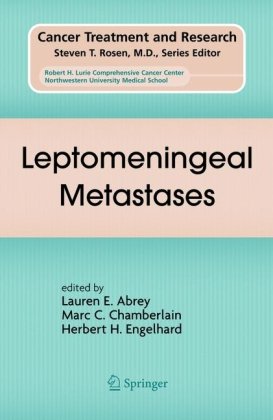 Cancer Treatment and Research
Steven T. Rosen, M.D., Series Editor
Robert H. Lurie Comprehensive Cancer Center
Northwestern University Medical School
Leptomeningeal
Metastases
edited by
Lauren E. Abrey
Marc C. Chamberlain
Herbert H. Engelhard
Springer